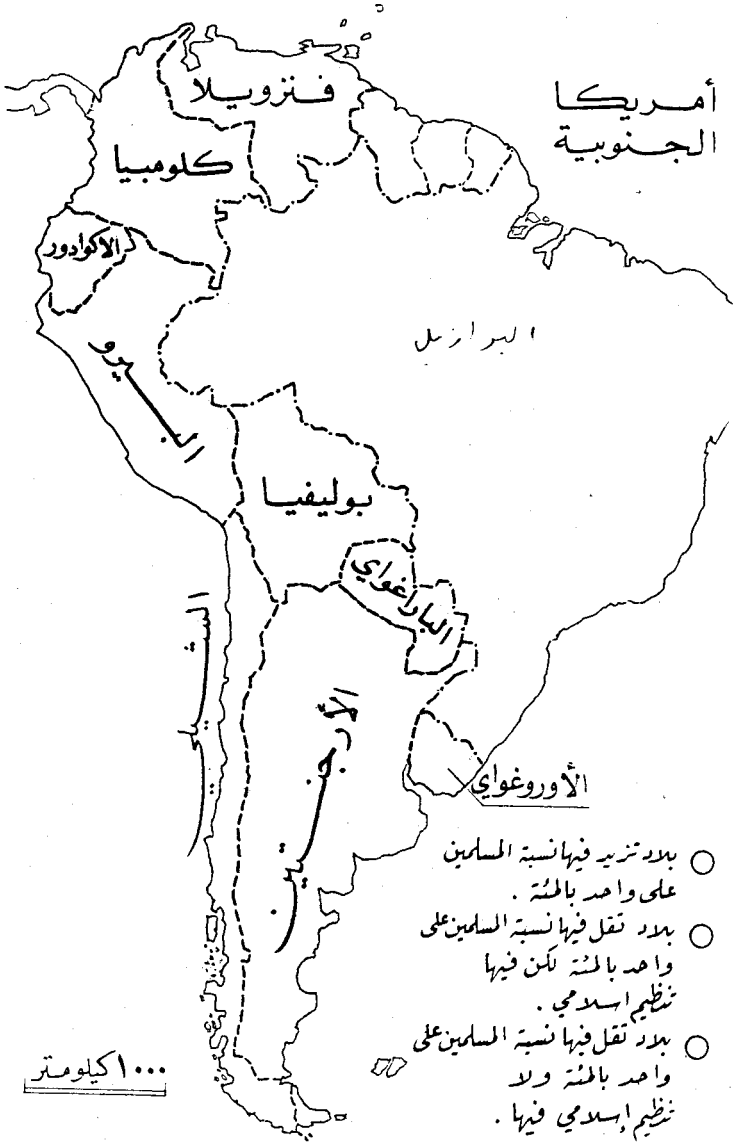 أمريكا
الجنوبية
فنزويلا
كلومبيا
الاكوادور
البرازيل
البيرو
بوليفيا
الباراغواي
الشيلي
الأرجنتين
الأوروغواي
بلاد تزيد فيها نسبة المسلمين
على واحد بالمئة .
بلاد تقل فيها نسبة المسلمين على
واحد بالمئة لكن فيها
تنظيم اسلامي .
بلاد تقل فيها نسبة المسلمين على
واحد بالمئة ولا
تنظيم إسلامي فيها .
١٠٠٠ كيلومتر